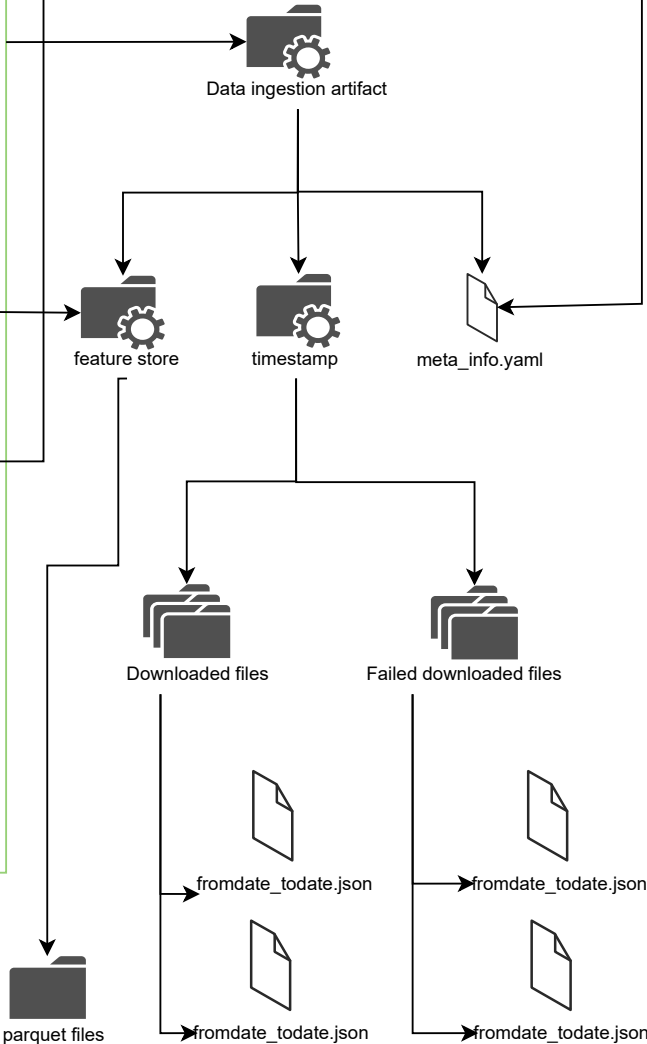 Data ingestion artifact
feature store
timestamp
meta_info.yaml
Downloaded files
Failed downloaded files
fromdate_todate.json
fromdate_todate.json
fromdate_todate.json
fromdate_todate.json
parquet files